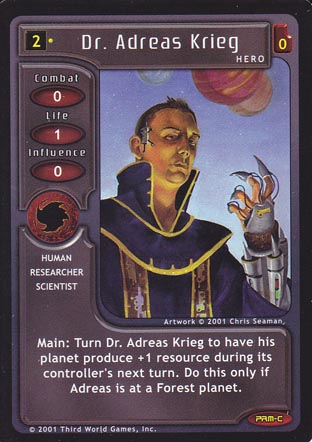 2
Dr. Adreas Krieg
0
HERO
Combat
0
Life
1
Influence
0
HUMAN
RESEARCHER
SCIENTIST
Artwork © 2001 Chris Seaman,
Main: Turn Dr. Adreas Krieg to have his
planet produce +1 resource during its
controller's next turn. Do this only if
Adreas is at a Forest planet.
© 2001 Third World Games, Inc.
PRM-C